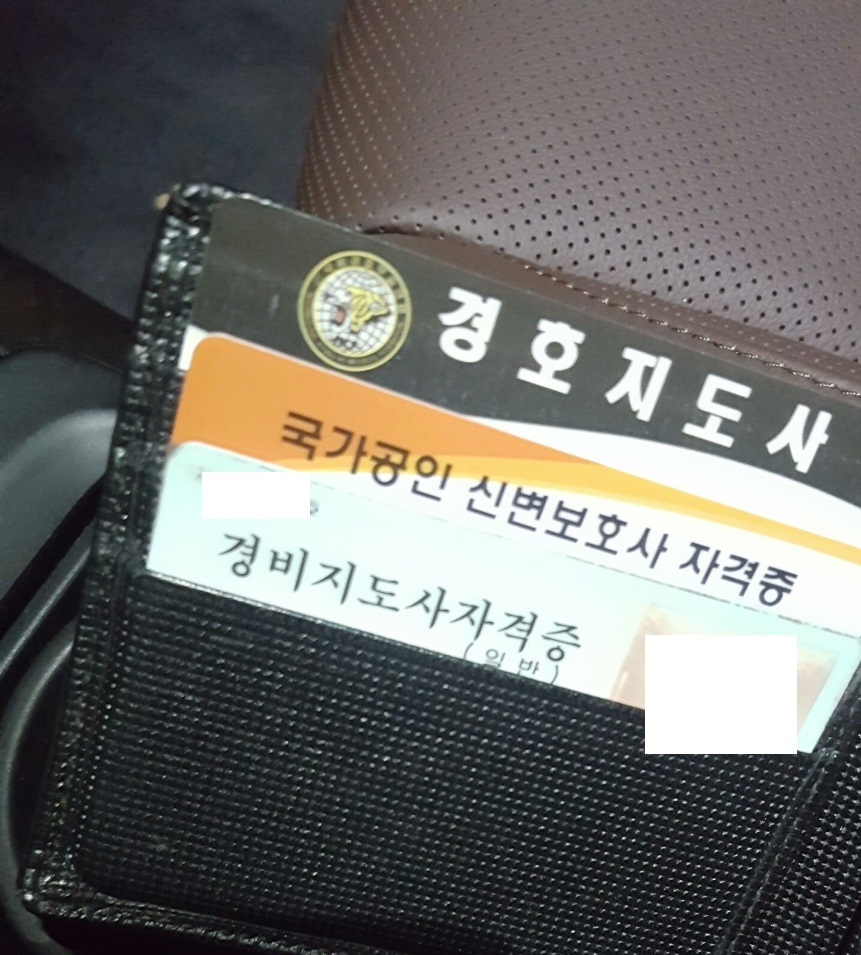 경호지도사
국가공인 신변보호사 자격증
경비지도사자격증
(일반)